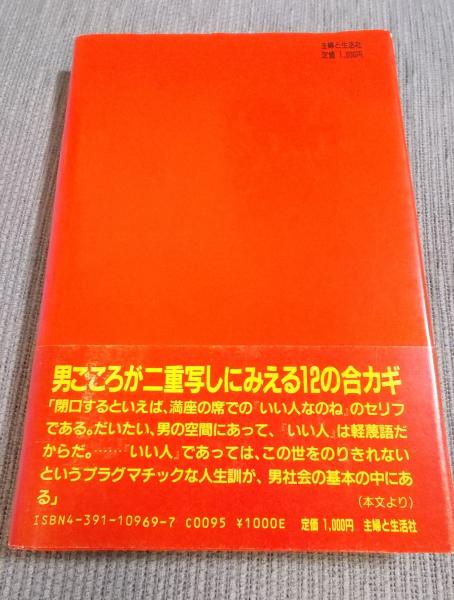 主婦と生活社
定価 1,000円
男ごころが二重写しにみえる12の合カギ
「閉口するといえば、満座の席での『いい人なのね』のセリフ
である。だいたい、男の空間にあって、『いい人』は軽蔑語だ
からだ。……『いい人』であっては、この世をのりきれない
というプラグマチックな人生訓が、男社会の基本の中にあ
る」
（本文より）
ISBN4-391-10969-7 C0095 ¥1000E 定価 1,000円 主婦と生活社